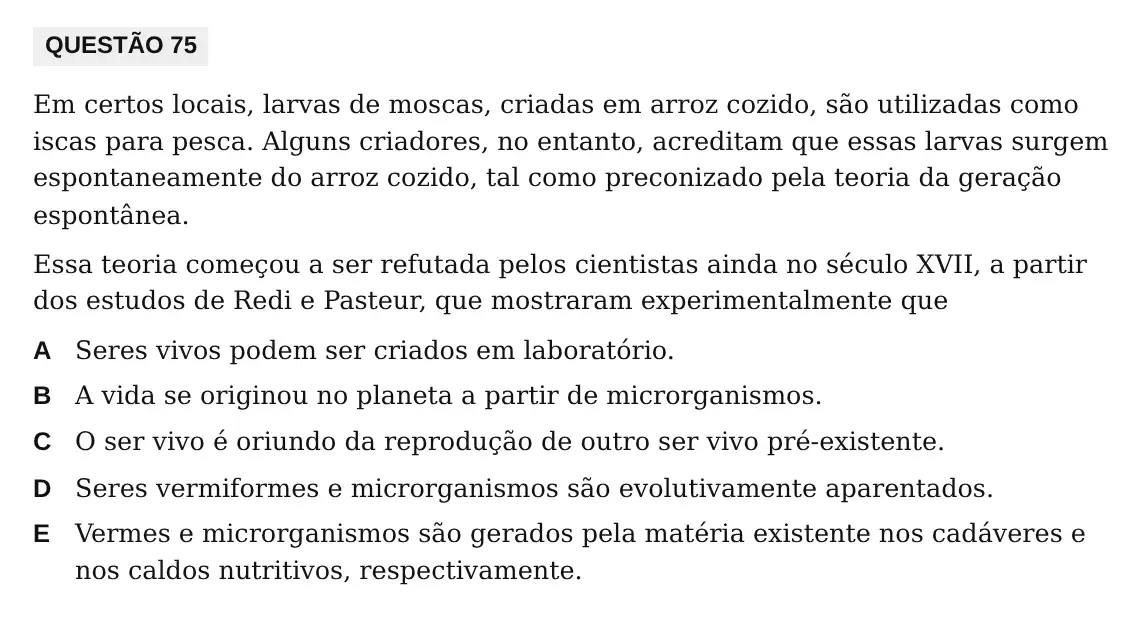 QUESTÃO 75
Em certos locais, larvas de moscas, criadas em arroz cozido, são utilizadas como
iscas para pesca. Alguns criadores, no entanto, acreditam que essas larvas surgem
espontaneamente do arroz cozido, tal como preconizado pela teoria da geração
espontânea.
Essa teoria começou a ser refutada pelos cientistas ainda no século XVII, a partir
dos estudos de Redi e Pasteur, que mostraram experimentalmente que
A Seres vivos podem ser criados em laboratório.
B A vida se originou no planeta a partir de microrganismos.
C O ser vivo é oriundo da reprodução de outro ser vivo pré-existente.
D Seres vermiformes e microrganismos são evolutivamente aparentados.
E Vermes e microrganismos são gerados pela matéria existente nos cadáveres e
nos caldos nutritivos, respectivamente.